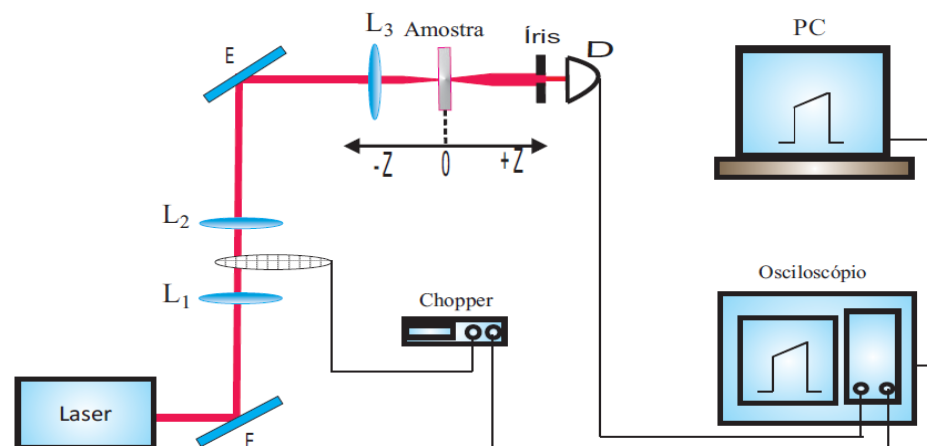 L3
Amostra
Íris
D
PC
E
-Z
0
+Z
L2
L1
Chopper
Osciloscópio
Laser
E